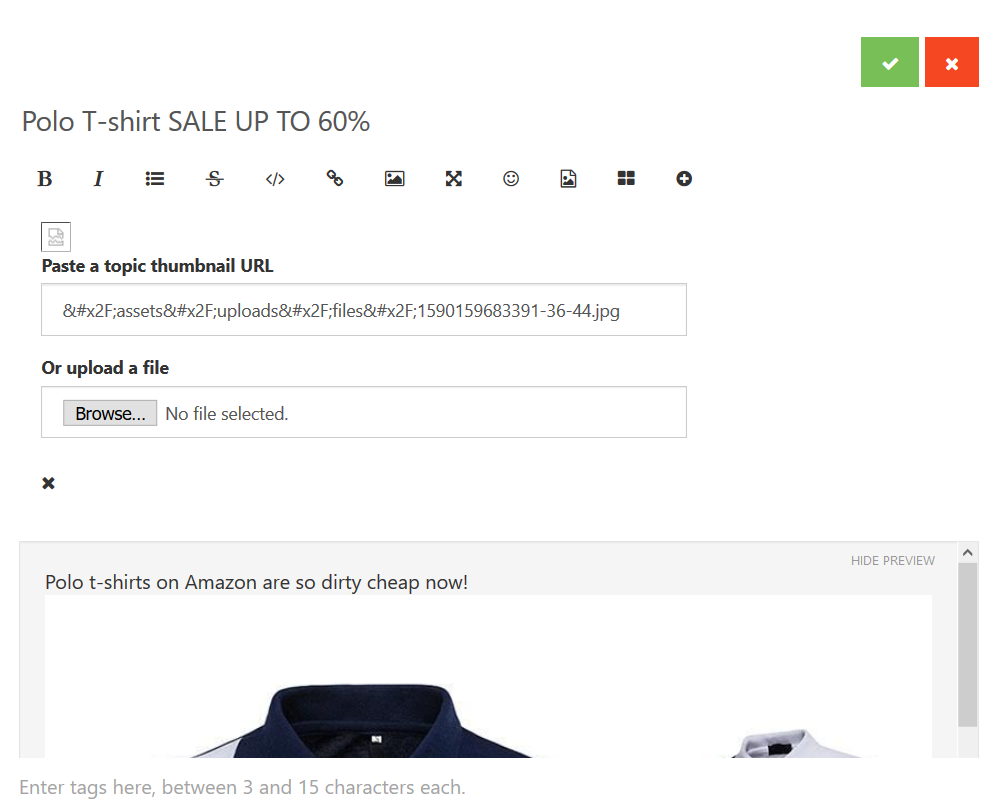 Polo T-shirt SALE UP TO 60%
B I S </>
Paste a topic thumbnail URL
&#x2F;assets&#x2F;uploads&#x2F;files&#x2F;1590159683391-36-44.jpg
Or upload a file
Browse... No file selected.
HIDE PREVIEW
Polo t-shirts on Amazon are so dirty cheap now!
Enter tags here, between 3 and 15 characters each.